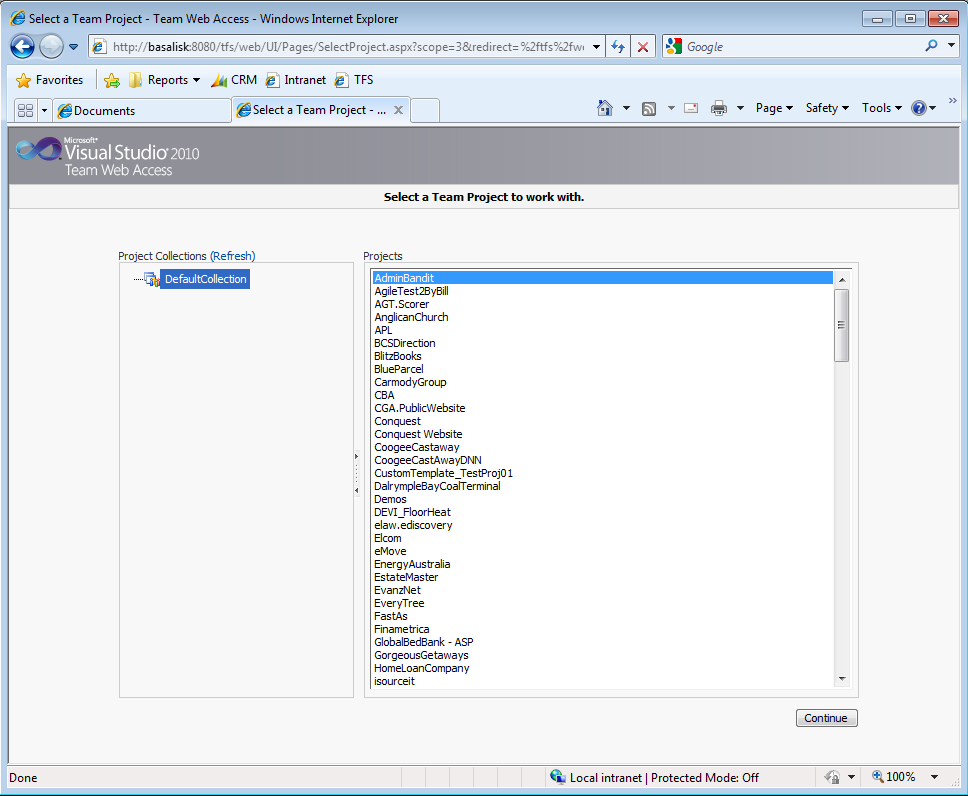 Select a Team Project - Team Web Access - Windows Internet Explorer
http://basalisk:8080/tfs/web/UI/Pages/SelectProject.aspx?scope=3&redirect=%2ftfs%2fwe
Google
Favorites Reports CRM Intranet TFS
Documents
Select a Team Project - ...
Page Safety Tools
Microsoft®
Visual Studio® 2010
Team Web Access
Select a Team Project to work with.
Project Collections (Refresh)
DefaultCollection
Projects
AdminBandit
AgileTest2ByBill
AGT.Scorer
AnglicanChurch
APL
BCSDirection
BlitzBooks
BlueParcel
CarmodyGroup
CBA
CGA.PublicWebsite
Conquest
Conquest Website
CoogeeCastaway
CoogeeCastAwayDNN
CustomTemplate_TestProj01
DalrympleBayCoalTerminal
Demos
DEVI_FloorHeat
elaw.ediscovery
Elcom
eMove
EnergyAustralia
EstateMaster
EvanzNet
EveryTree
FastAs
Finametrica
GlobalBedBank - ASP
GorgeousGetaways
HomeLoanCompany
isourceit
Continue
Done
Local intranet | Protected Mode: Off
100%